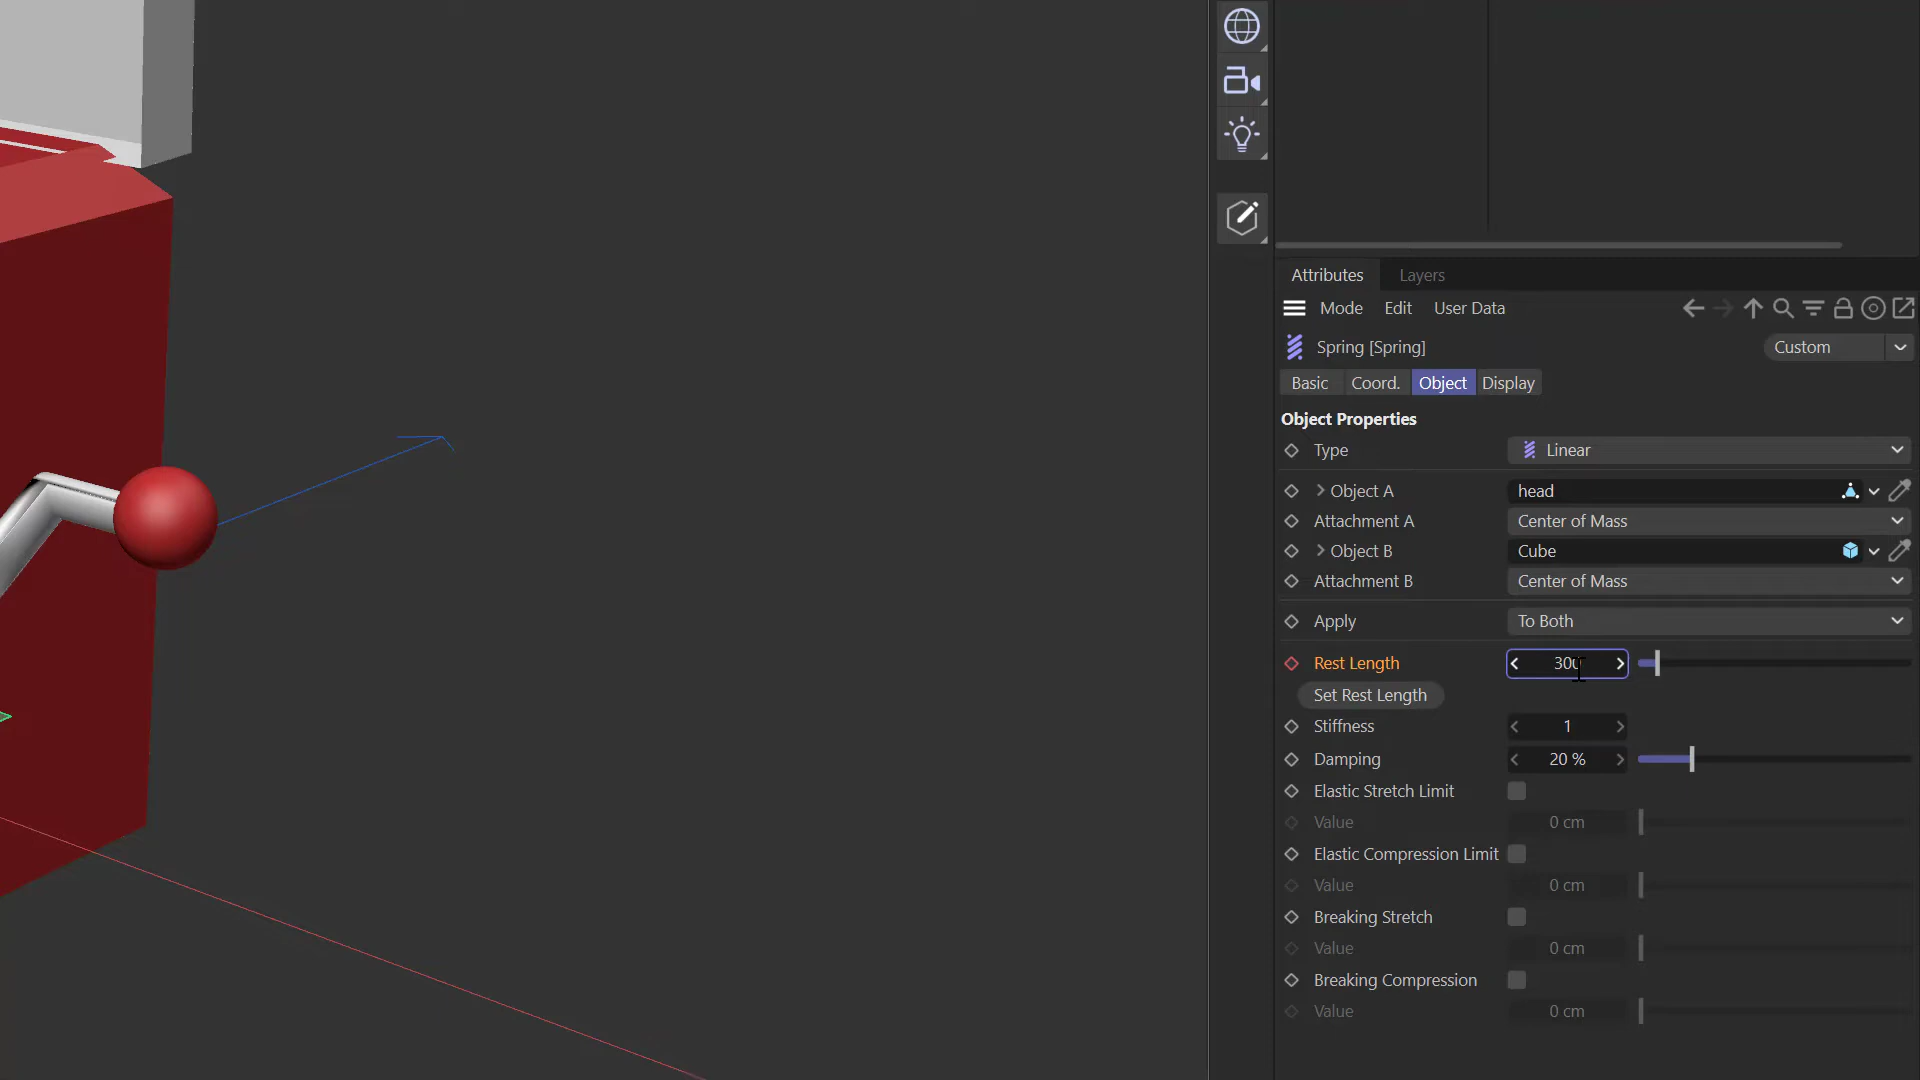 Attributes Layers
Mode Edit User Data
Spring [Spring] Custom
Basic Coord. Object Display
Object Properties
Type Linear
Object A head
Attachment A Center of Mass
Object B Cube
Attachment B Center of Mass
Apply To Both
Rest Length 300
Set Rest Length
Stiffness 1
Damping 20 %
Elastic Stretch Limit
Value 0 cm
Elastic Compression Limit
Value 0 cm
Breaking Stretch
Value 0 cm
Breaking Compression
Value 0 cm